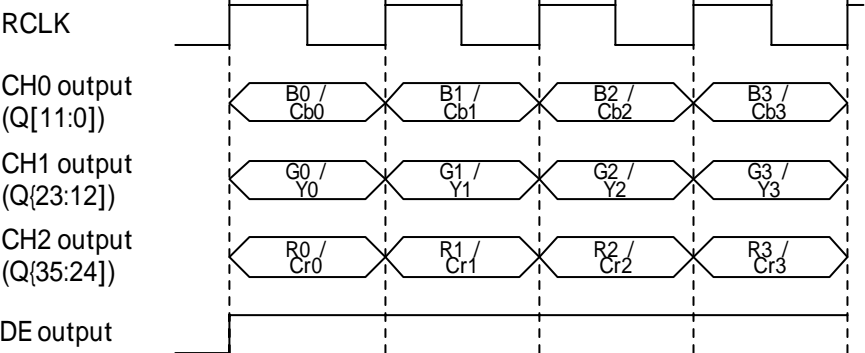 RCLK
CH0 output
(Q[11:0])
B0 /
Cb0
B1 /
Cb1
B2 /
Cb2
B3 /
Cb3
CH1 output
(Q{23:12])
G0 /
Y0
G1 /
Y1
G2 /
Y2
G3 /
Y3
CH2 output
(Q{35:24])
R0 /
Cr0
R1 /
Cr1
R2 /
Cr2
R3 /
Cr3
DE output